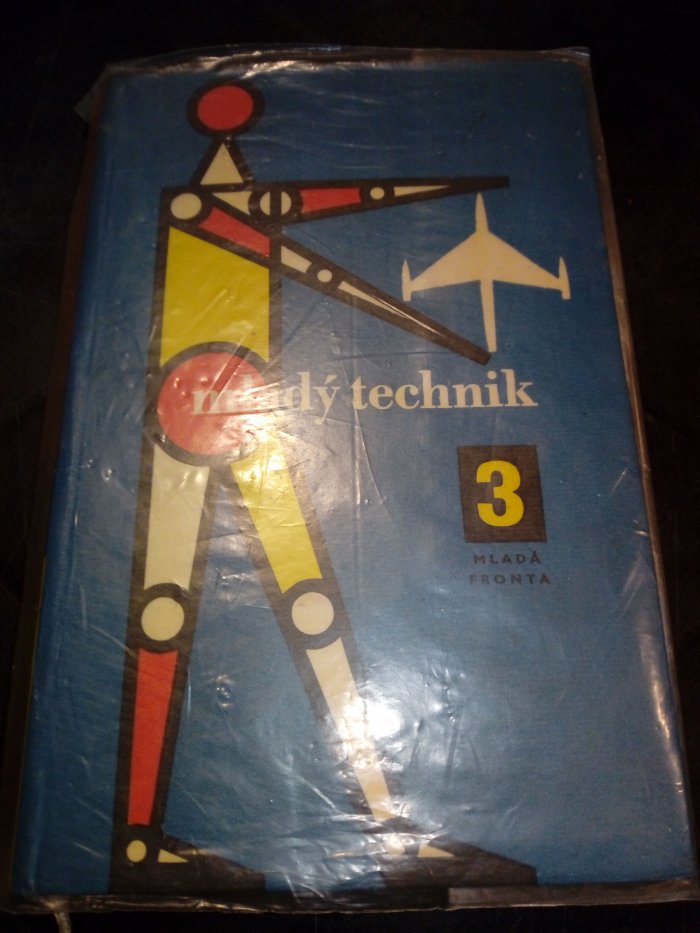 mladý technik
3
MLADÁ
FRONTA